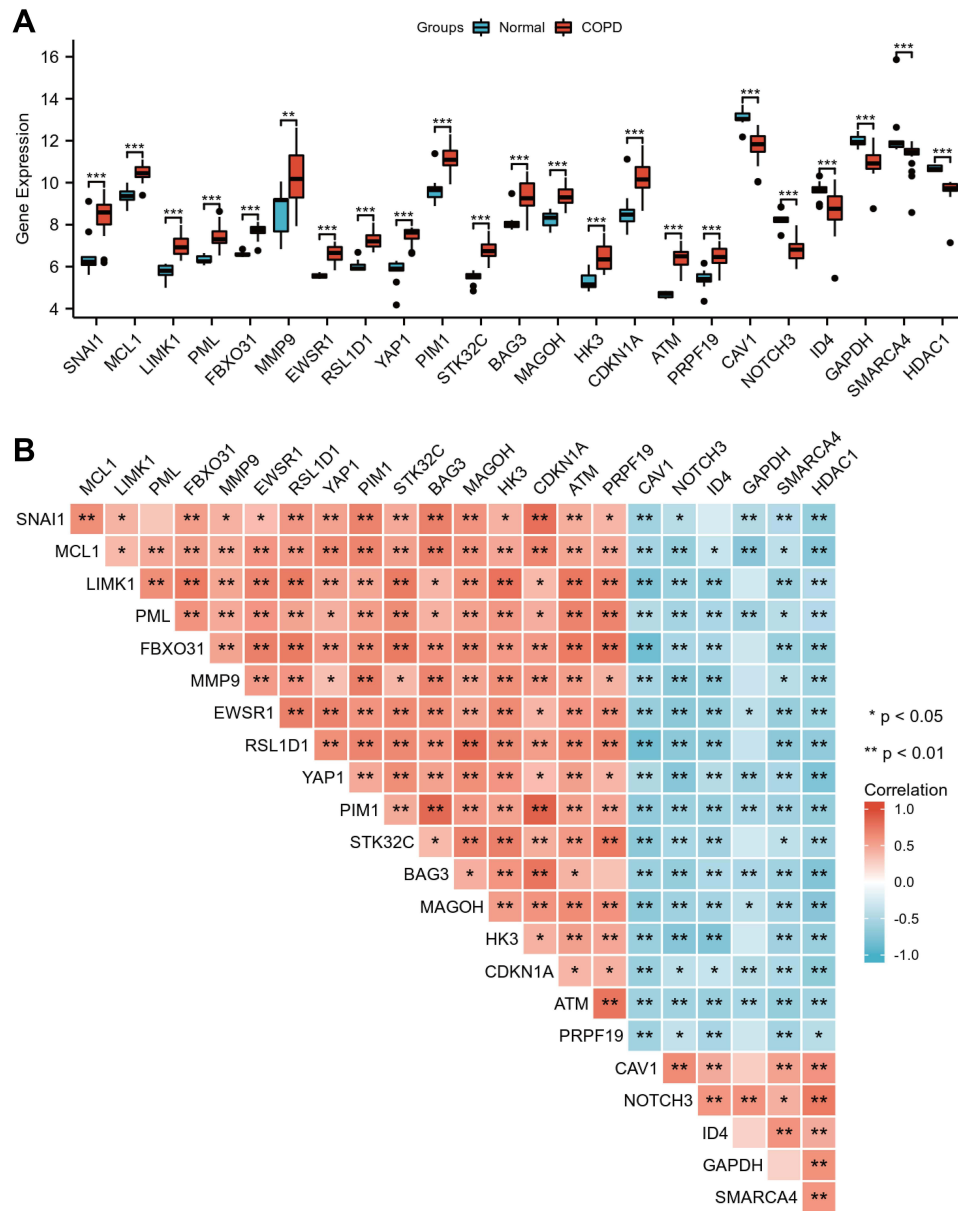 A
Groups Normal COPD
Gene Expression
16
14
12
10
8
6
4
*** *** *** *** *** ** *** *** *** *** *** *** *** *** *** *** *** *** *** *** *** *** ***
SNAI1 MCL1 LIMK1 PML FBXO31 MMP9 EWSR1 RSL1D1 YAP1 PIM1 STK32C BAG3 MAGOH HK3 CDKN1A ATM PRPF19 CAV1 NOTCH3 ID4 GAPDH SMARCA4 HDAC1
B
MCL1 LIMK1 PML FBXO31 MMP9 EWSR1 RSL1D1 YAP1 PIM1 STK32C BAG3 MAGOH HK3 CDKN1A ATM PRPF19 CAV1 NOTCH3 ID4 GAPDH SMARCA4 HDAC1
SNAI1 ** * ** * * ** ** ** ** ** ** * ** ** * ** * ** ** **
MCL1 * ** ** ** ** ** ** ** ** ** ** ** ** ** ** ** ** * ** * **
LIMK1 ** ** ** ** ** ** ** ** * ** ** * ** ** ** ** ** ** **
PML ** ** ** ** * ** ** * ** ** * ** ** ** ** ** ** * **
FBXO31 ** ** ** ** ** ** ** ** ** ** ** ** ** ** ** ** **
MMP9 ** ** * ** * ** ** ** ** ** * ** ** ** * **
EWSR1 ** ** ** ** ** ** ** * ** ** ** ** ** * ** **
RSL1D1 ** ** ** ** ** ** ** ** ** ** ** ** ** **
YAP1 ** ** ** ** ** * ** * ** ** ** ** ** **
PIM1 ** ** ** ** ** ** ** ** ** ** ** ** **
STK32C * ** ** ** ** ** ** ** ** * **
BAG3 * ** ** * ** ** ** ** ** **
MAGOH ** ** ** ** ** ** ** * ** **
HK3 * ** ** ** ** ** ** **
CDKN1A * * ** * * ** ** **
ATM ** ** ** ** ** ** **
PRPF19 ** * ** ** *
CAV1 ** ** ** **
NOTCH3 ** ** * **
ID4 ** **
GAPDH **
SMARCA4 **
* p < 0.05
** p < 0.01
Correlation
1.0
0.5
0.0
-0.5
-1.0